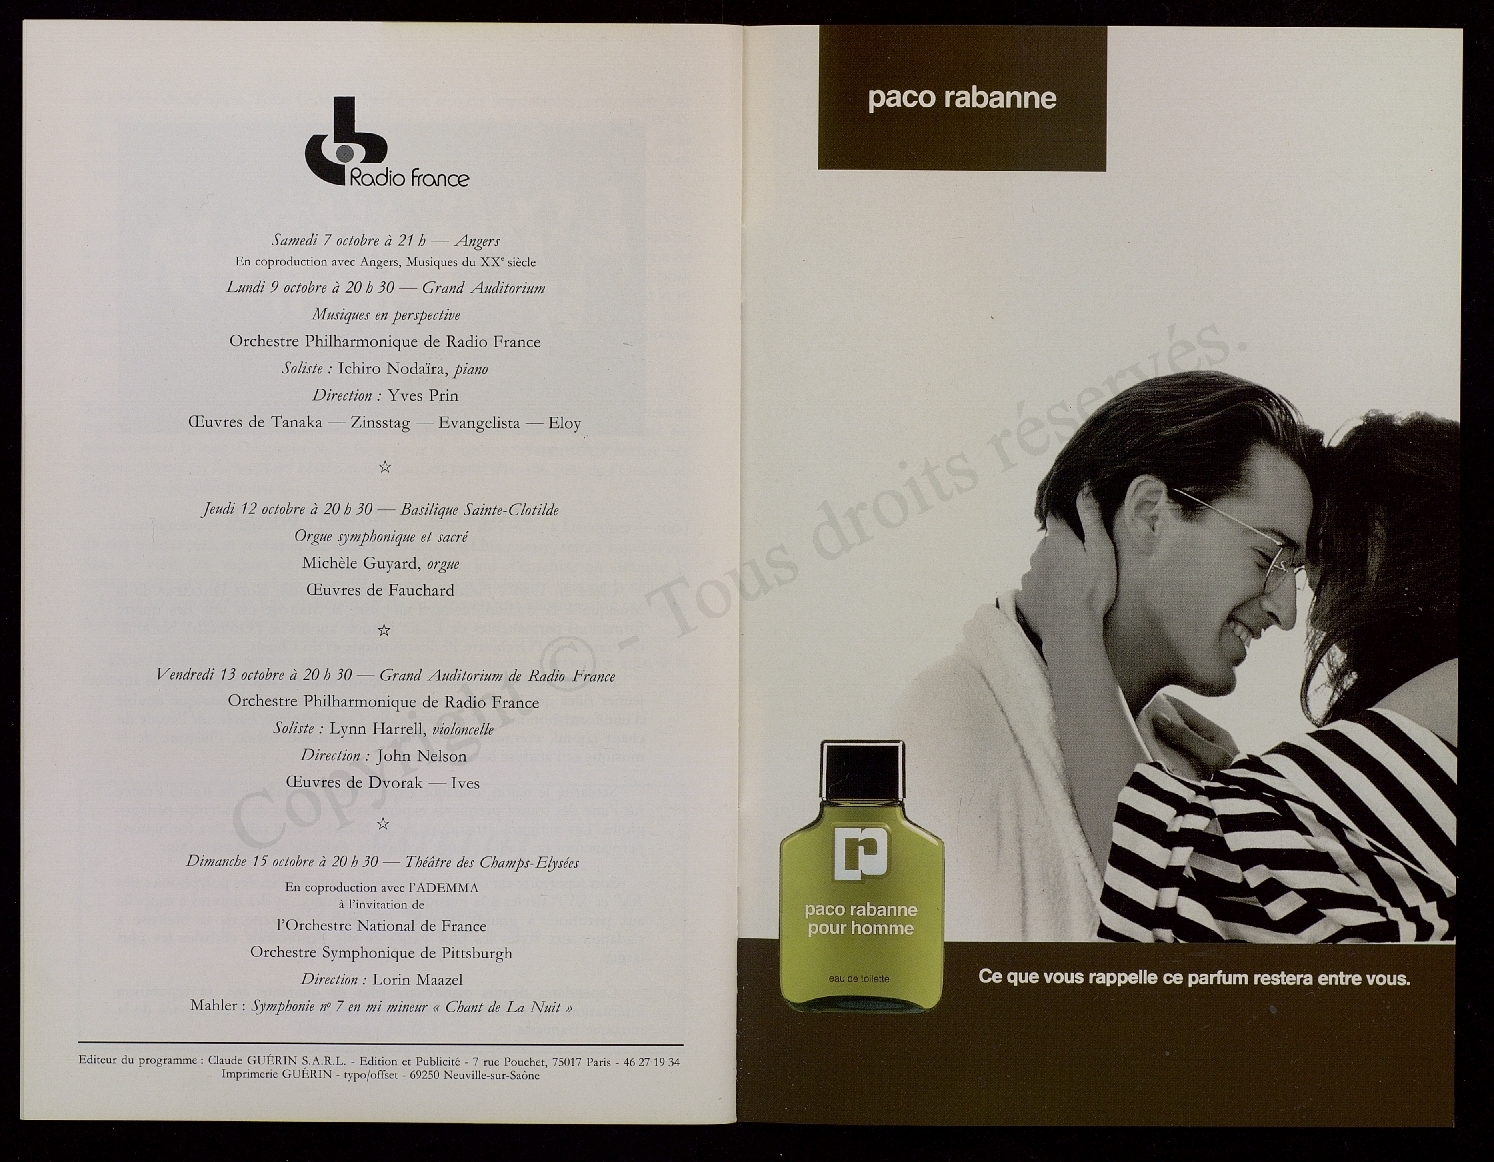 Radio France
Samedi 7 octobre à 21 h — Angers
En coproduction avec Angers, Musiques du XXe siècle
Lundi 9 octobre à 20 h 30 — Grand Auditorium
Musiques en perspective
Orchestre Philharmonique de Radio France
Soliste : Ichiro Nodaïra, piano
Direction : Yves Prin
Œuvres de Tanaka — Zinsstag — Evangelista — Eloy
☆
Jeudi 12 octobre à 20 h 30 — Basilique Sainte-Clotilde
Orgue symphonique et sacré
Michèle Guyard, orgue
Œuvres de Fauchard
☆
Vendredi 13 octobre à 20 h 30 — Grand Auditorium de Radio France
Orchestre Philharmonique de Radio France
Soliste : Lynn Harrell, violoncelle
Direction : John Nelson
Œuvres de Dvorak — Ives
☆
Dimanche 15 octobre à 20 h 30 — Théâtre des Champs-Elysées
En coproduction avec l'ADEMMA
à l'invitation de
l'Orchestre National de France
Orchestre Symphonique de Pittsburgh
Direction : Lorin Maazel
Mahler : Symphonie nº 7 en mi mineur « Chant de La Nuit »
Editeur du programme : Claude GUÉRIN S.A.R.L. - Edition et Publicité - 7 rue Pouchet, 75017 Paris - 46 27 19 34
Imprimerie GUÉRIN - typo/offset - 69250 Neuville-sur-Saône
paco rabanne
paco rabanne
pour homme
eau de toilette
Ce que vous rappelle ce parfum restera entre vous.
Copyright © - Tous droits réservés.